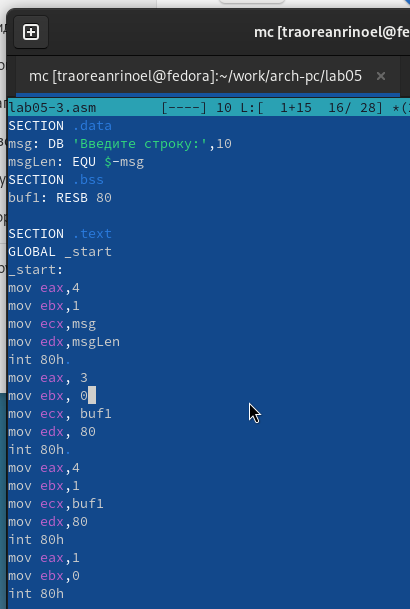 mc [traoreanrinoel@fe
mc [traoreanrinoel@fedora]:~/work/arch-pc/lab05 ×
lab05-3.asm [----] 10 L:[ 1+15 16/ 28] *(
SECTION .data
msg: DB 'Введите строку:',10
msgLen: EQU $-msg
SECTION .bss
buf1: RESB 80
SECTION .text
GLOBAL _start
_start:
mov eax,4
mov ebx,1
mov ecx,msg
mov edx,msgLen
int 80h.
mov eax, 3
mov ebx, 0
mov ecx, buf1
mov edx, 80
int 80h.
mov eax,4
mov ebx,1
mov ecx,buf1
mov edx,80
int 80h
mov eax,1
mov ebx,0
int 80h